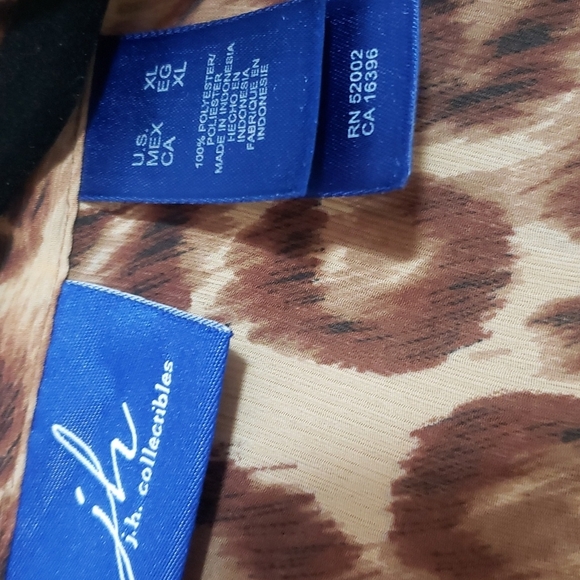 U.S. XL
MEX EG
CA XL
100% POLYESTER/
POLIESTER
MADE IN INDONESIA
HECHO EN
INDONESIA
FABRIQUE EN
INDONESIE
RN 52002
CA 16396
jh
j.h. collectibles